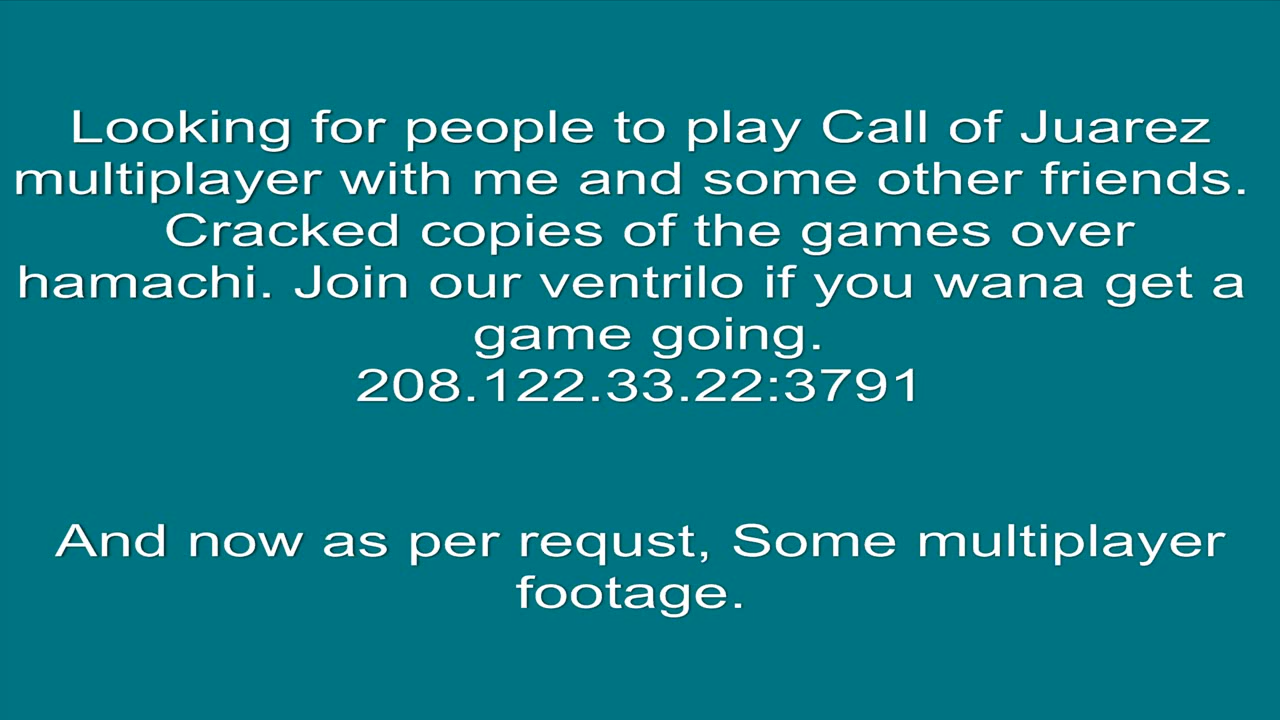 Looking for people to play Call of Juarez
multiplayer with me and some other friends.
Cracked copies of the games over
hamachi. Join our ventrilo if you wana get a
game going.
208.122.33.22:3791
And now as per requst, Some multiplayer
footage.